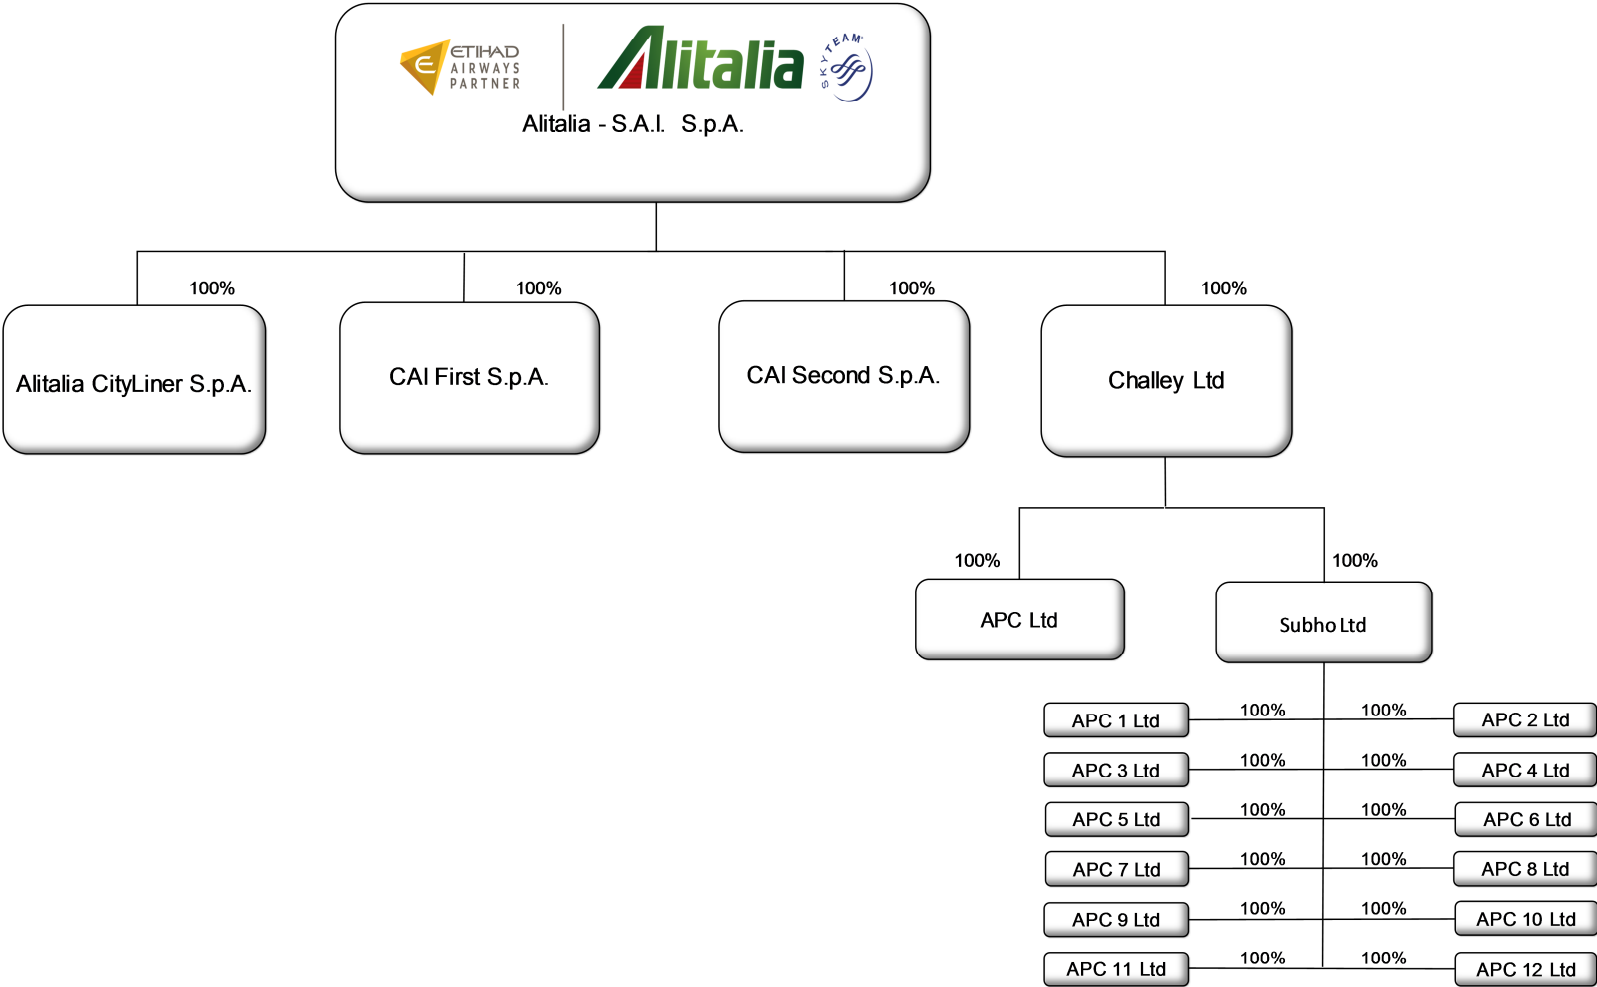 ETIHAD
AIRWAYS
PARTNER
Alitalia
SKYTEAM
Alitalia - S.A.I. S.p.A.
100%
100%
100%
100%
Alitalia CityLiner S.p.A.
CAI First S.p.A.
CAI Second S.p.A.
Challey Ltd
100%
100%
APC Ltd
Subho Ltd
APC 1 Ltd 100% 100% APC 2 Ltd
APC 3 Ltd 100% 100% APC 4 Ltd
APC 5 Ltd 100% 100% APC 6 Ltd
APC 7 Ltd 100% 100% APC 8 Ltd
APC 9 Ltd 100% 100% APC 10 Ltd
APC 11 Ltd 100% 100% APC 12 Ltd